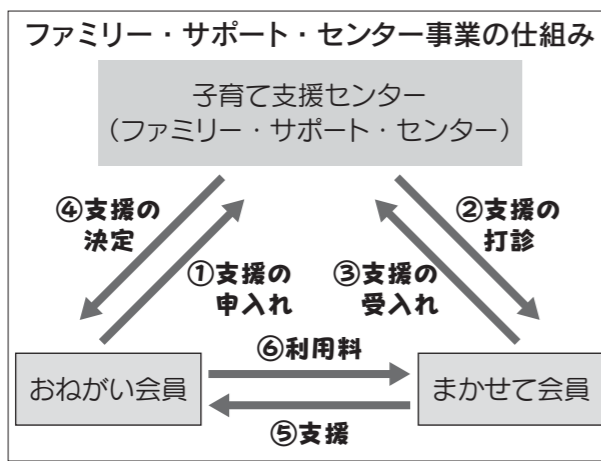 ファミリー・サポート・センター事業の仕組み
子育て支援センター
（ファミリー・サポート・センター）
④支援の
決定
②支援の
打診
①支援の
申入れ
③支援の
受入れ
⑥利用料
おねがい会員
まかせて会員
⑤支援